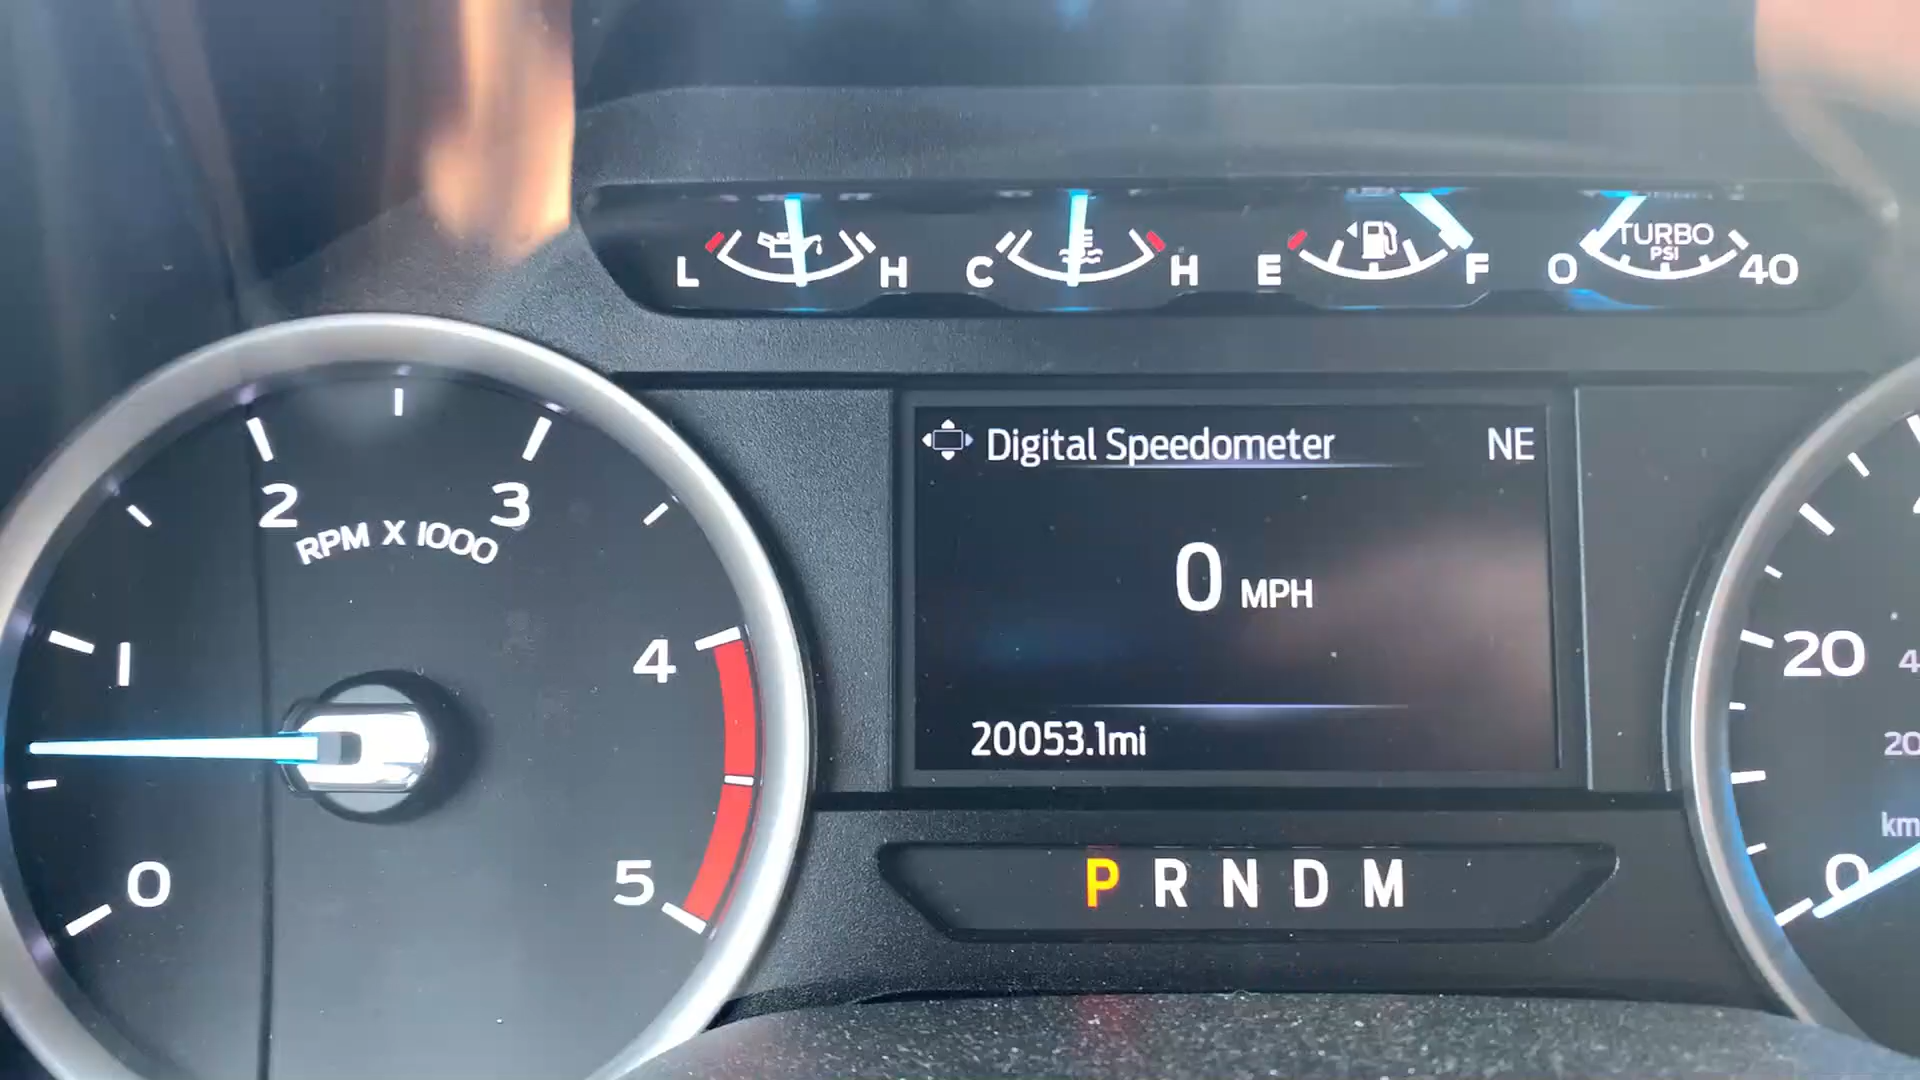 L H C H E F 0 TURBO PSI 40
2 3
RPM X 1000
1 4
0 5
Digital Speedometer NE
0 MPH
20053.1mi
P R N D M
20
20
km
0